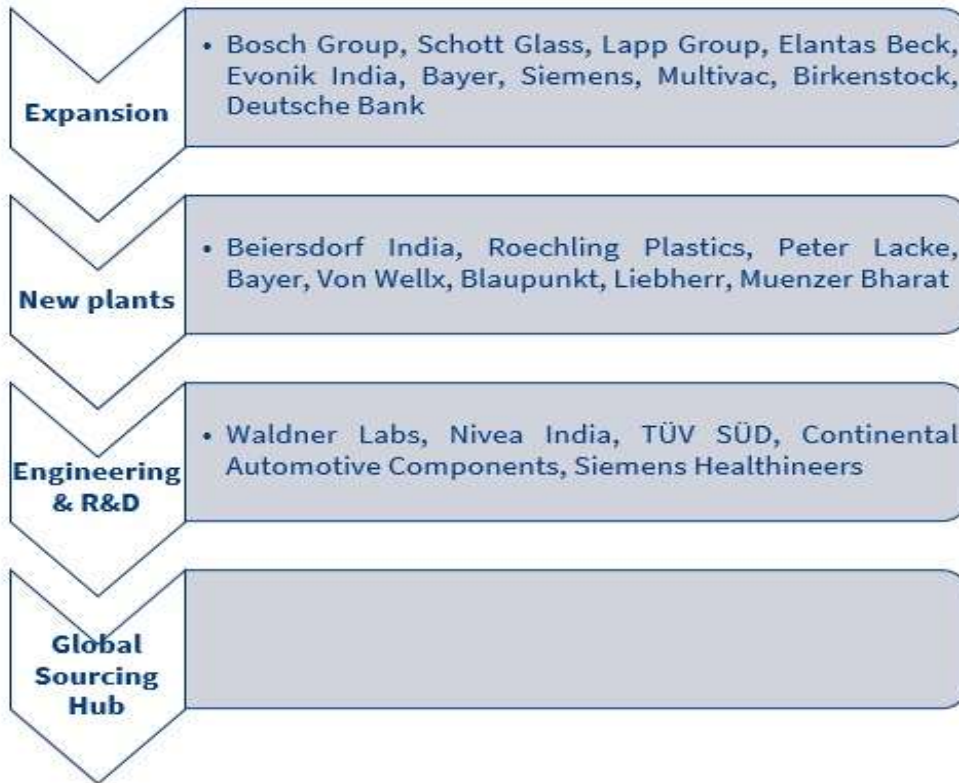 Expansion
• Bosch Group, Schott Glass, Lapp Group, Elantas Beck,
Evonik India, Bayer, Siemens, Multivac, Birkenstock,
Deutsche Bank
New plants
• Beiersdorf India, Roechling Plastics, Peter Lacke,
Bayer, Von Wellx, Blaupunkt, Liebherr, Muenzer Bharat
Engineering
& R&D
• Waldner Labs, Nivea India, TÜV SÜD, Continental
Automotive Components, Siemens Healthineers
Global
Sourcing
Hub